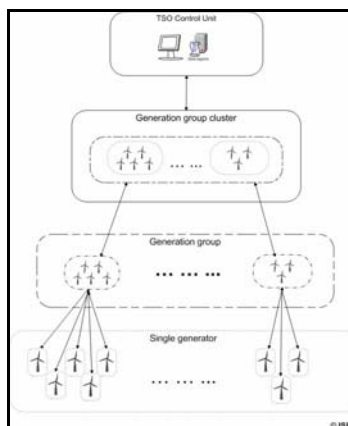 TSO Control Unit
Generation group cluster
... ...
Generation group
... ... ...
Single generator
... ... ...